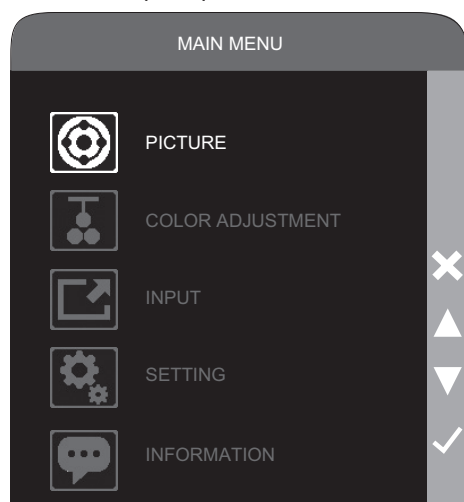 MAIN MENU
PICTURE
COLOR ADJUSTMENT
INPUT
SETTING
INFORMATION